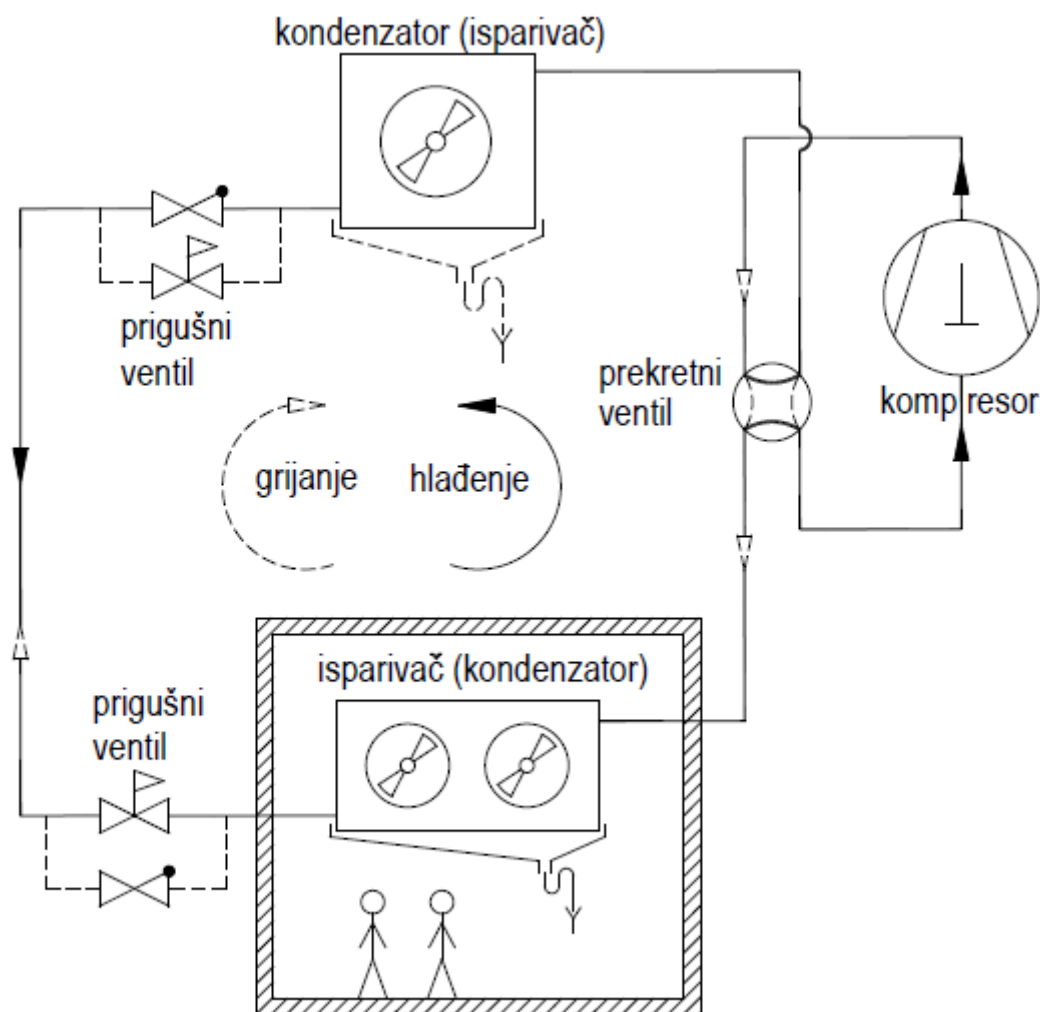 kondenzator (isparivač)
prigušni
ventil
prekretni
ventil
kompresor
grijanje
hlađenje
isparivač (kondenzator)
prigušni
ventil